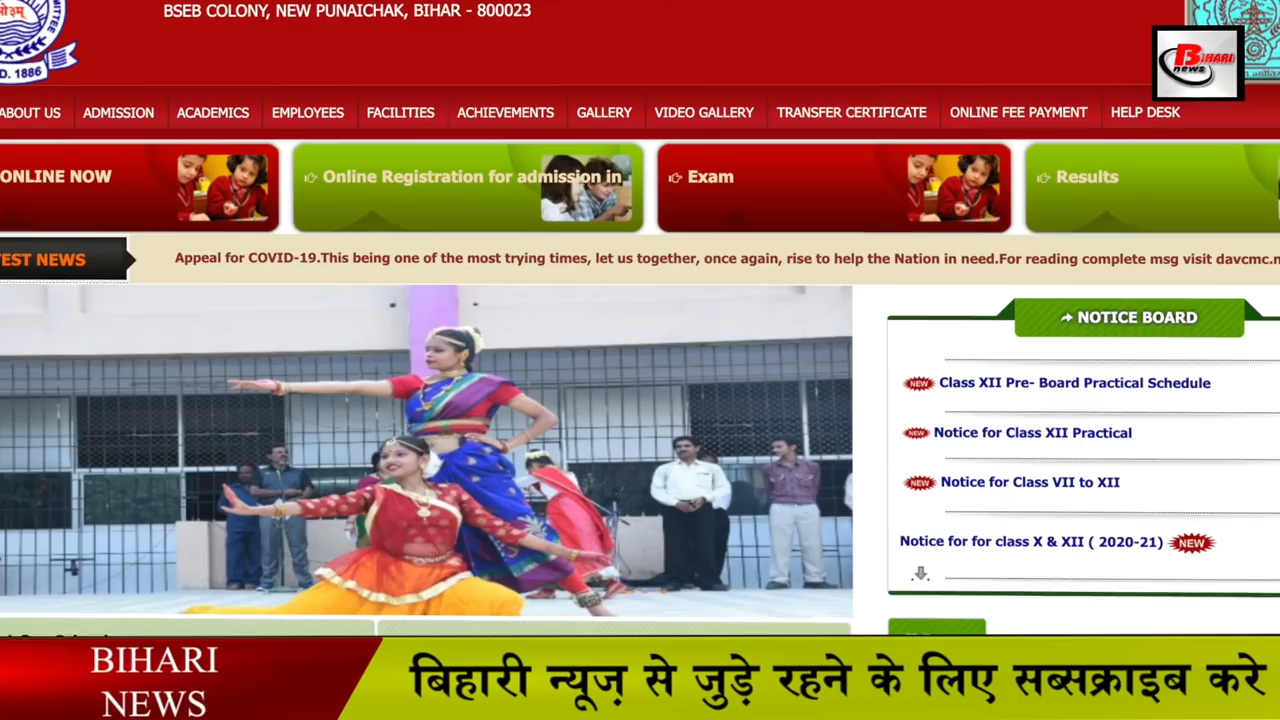 BSEB COLONY, NEW PUNAICHAK, BIHAR - 800023
ओ३म्
D. 1886
BIHARI
news
ABOUT US ADMISSION ACADEMICS EMPLOYEES FACILITIES ACHIEVEMENTS GALLERY VIDEO GALLERY TRANSFER CERTIFICATE ONLINE FEE PAYMENT HELP DESK
ONLINE NOW
Online Registration for admission in
Exam
Results
TEST NEWS
Appeal for COVID-19.This being one of the most trying times, let us together, once again, rise to help the Nation in need.For reading complete msg visit davcmc.n
NOTICE BOARD
NEW Class XII Pre- Board Practical Schedule
NEW Notice for Class XII Practical
NEW Notice for Class VII to XII
Notice for for class X & XII ( 2020-21) NEW
BIHARI
NEWS
बिहारी न्यूज़ से जुड़े रहने के लिए सब्सक्राइब करे